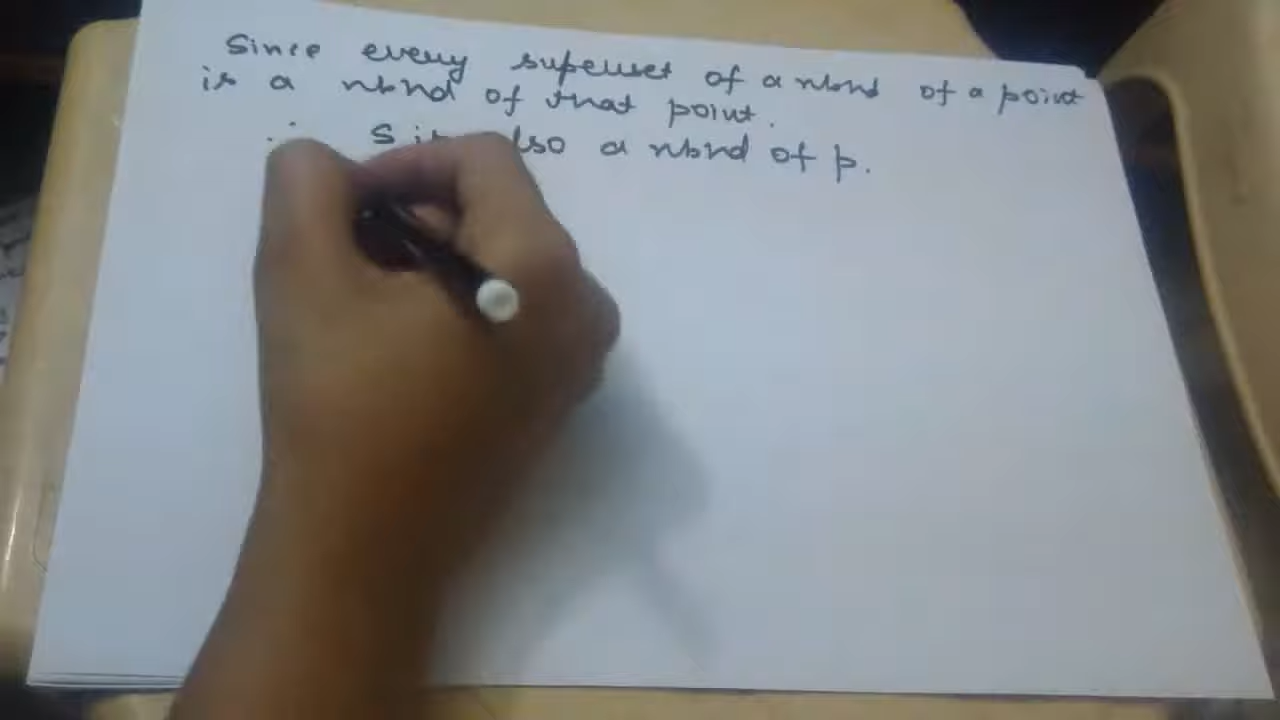 Since every superset of a nbhd of a point
is a nbhd of that point.
∴ S is also a nbhd of p.